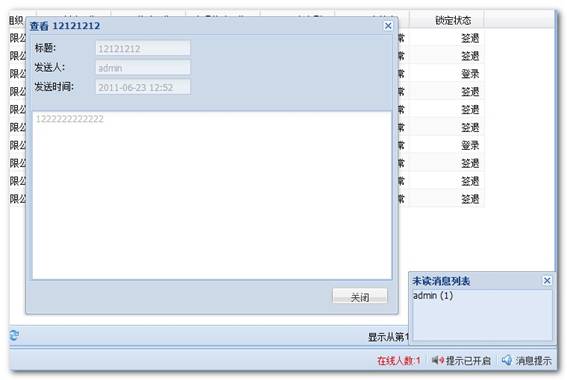 锁定状态
查看 12121212
标题: 12121212
发送人: admin
发送时间: 2011-06-23 12:52
1222222222222
关闭
限公 常 签退
限公 常 签退
限公 常 登录
限公 常 签退
限公 常 签退
限公 常 签退
限公 常 登录
限公 常 签退
限公 常 签退
限公 常 签退
未读消息列表
admin (1)
显示从第1
在线人数:1 提示已开启 消息提示